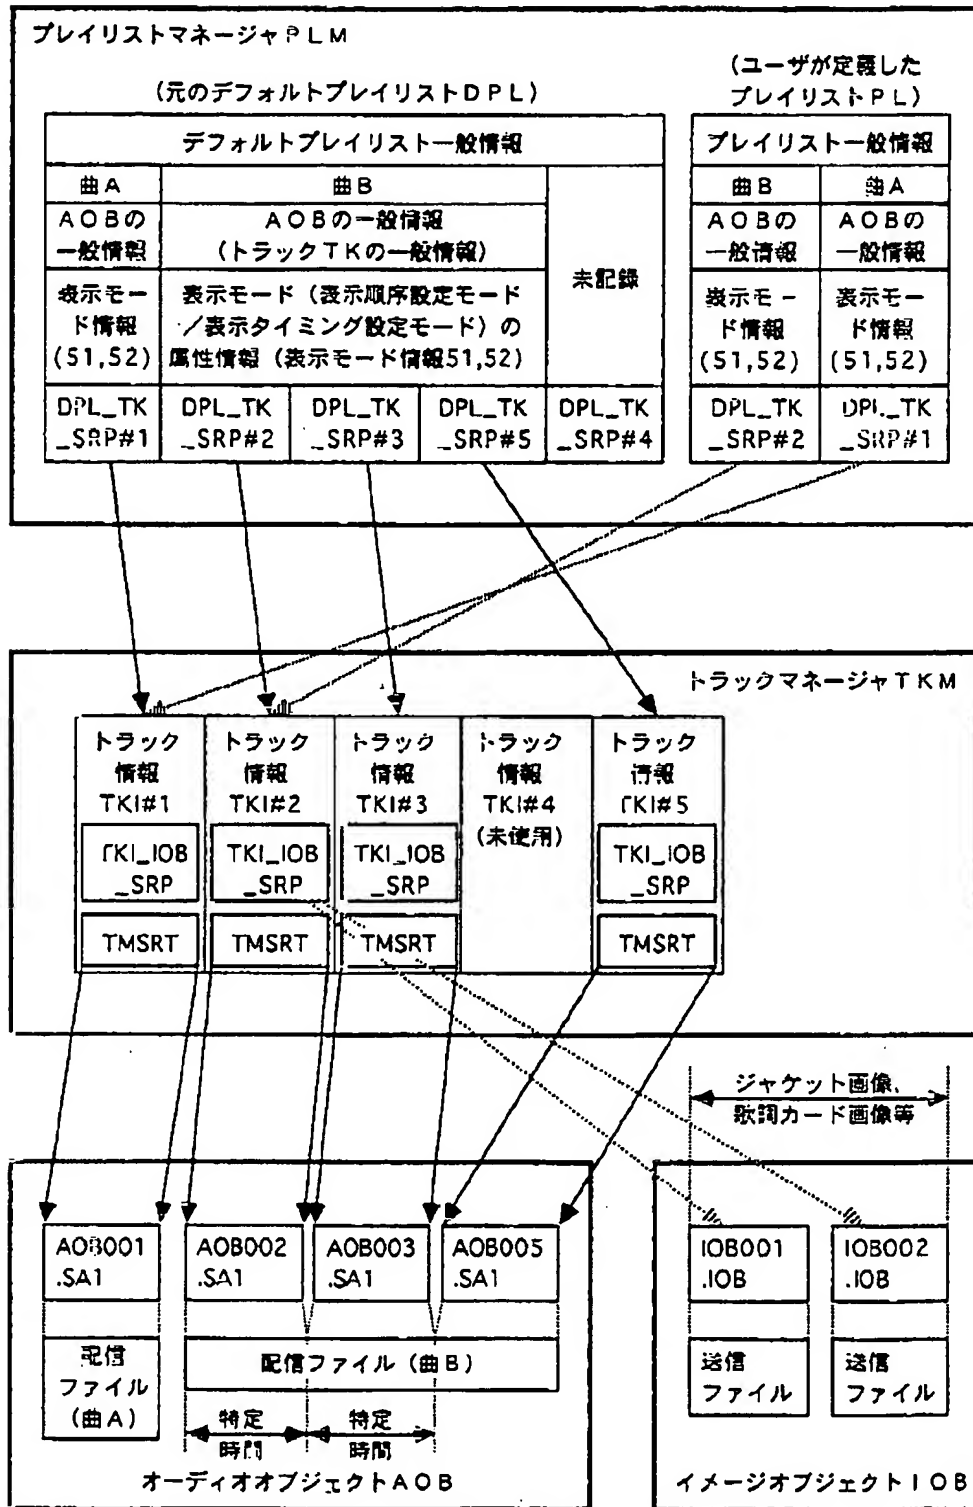 プレイリストマネージャＰＬＭ
(元のデフォルトプレイリストＤＰＬ)
(ユーザが定義した
プレイリストＰＬ)
デフォルトプレイリスト一般情報
曲Ａ
曲Ｂ
ＡＯＢの
一般情報
ＡＯＢの一般情報
(トラックＴＫの一般情報)
未記録
表示モー
ド情報
(51,52)
表示モード (表示順序設定モード
／表示タイミング設定モード) の
属性情報 (表示モード情報51,52)
DPL_TK
_SRP#1
DPL_TK
_SRP#2
DPL_TK
_SRP#3
DPL_TK
_SRP#5
DPL_TK
_SRP#4
プレイリスト一般情報
曲Ｂ
曲Ａ
ＡＯＢの
一般情報
ＡＯＢの
一般情報
表示モー
ド情報
(51,52)
表示モー
ド情報
(51,52)
DPL_TK
_SRP#2
DPL_TK
_SRP#1
トラックマネージャＴＫＭ
トラック
情報
TKI#1
TKI_IOB
_SRP
TMSRT
トラック
情報
TKI#2
TKI_IOB
_SRP
TMSRT
トラック
情報
TKI#3
TKI_IOB
_SRP
TMSRT
トラック
情報
TKI#4
(未使用)
トラック
情報
TKI#5
TKI_IOB
_SRP
TMSRT
ジャケット画像,
歌詞カード画像等
AOB001
.SA1
AOB002
.SA1
AOB003
.SA1
AOB005
.SA1
配信
ファイル
(曲Ａ)
配信ファイル (曲Ｂ)
特定
時間
特定
時間
オーディオオブジェクトＡＯＢ
IOB001
.IOB
IOB002
.IOB
送信
ファイル
送信
ファイル
イメージオブジェクトＩＯＢ